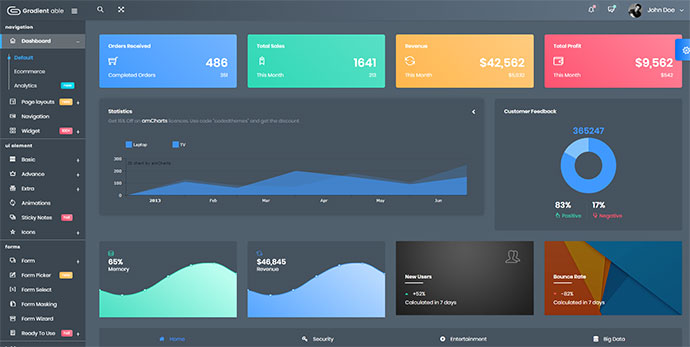 Gradient able
John Doe
navigation
Dashboard
Default
Ecommerce
Analytics
Page layouts
Navigation
Widget
ui element
Basic
Advance
Extra
Animations
Sticky Notes
Icons
forms
Form
Form Picker
Form Select
Form Masking
Form Wizard
Ready To Use
Orders Received
486
Completed Orders 351
Total Sales
1641
This Month 213
Revenue
$42,562
This Month
Total Profit
$9,562
This Month $542
Statistics
Get 15% Off on amCharts licences. Use code "codedthemes" and get the discount.
Laptop TV
300
200
100
0
JS chart by amCharts
2013 Feb Mar Apr May Jun
Customer Feedback
365247
83% 17%
Positive Negative
65%
Memory
$46,845
Revenue
New Users
+52%
Calculated in 7 days
Bounce Rate
-82%
Calculated in 7 days
Home Security Entertainment Big Data